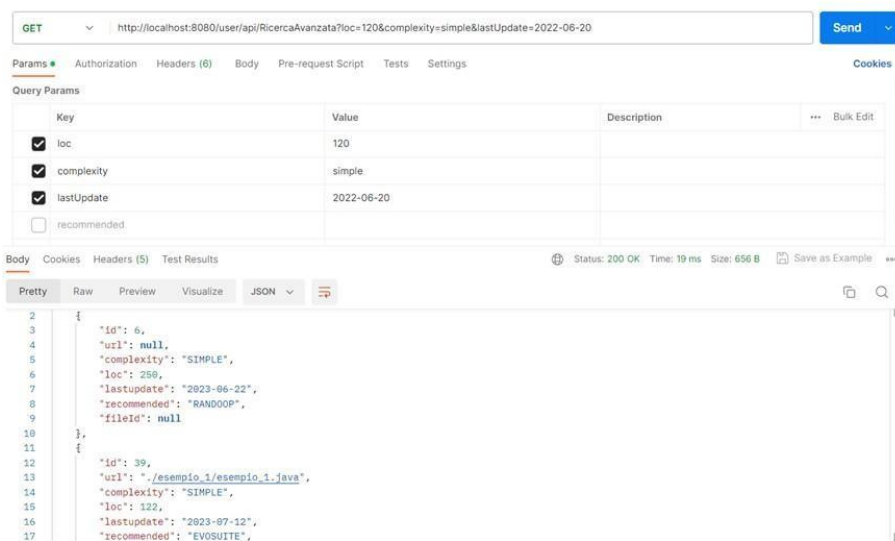 GET http://localhost:8080/user/api/RicercaAvanzata?loc=120&complexity=simple&lastUpdate=2022-06-20 Send
Params Authorization Headers (6) Body Pre-request Script Tests Settings Cookies
Query Params
Key Value Description ••• Bulk Edit
loc 120
complexity simple
lastUpdate 2022-06-20
recommended
Body Cookies Headers (5) Test Results Status: 200 OK Time: 19 ms Size: 656 B Save as Example •••
Pretty Raw Preview Visualize JSON
2 {
3 "id": 6,
4 "url": null,
5 "complexity": "SIMPLE",
6 "loc": 250,
7 "lastupdate": "2023-06-22",
8 "recommended": "RANDOOP",
9 "fileId": null
10 },
11 {
12 "id": 39,
13 "url": "./esempio_1/esempio_1.java",
14 "complexity": "SIMPLE",
15 "loc": 122,
16 "lastupdate": "2023-07-12",
17 "recommended": "EVOSUITE",